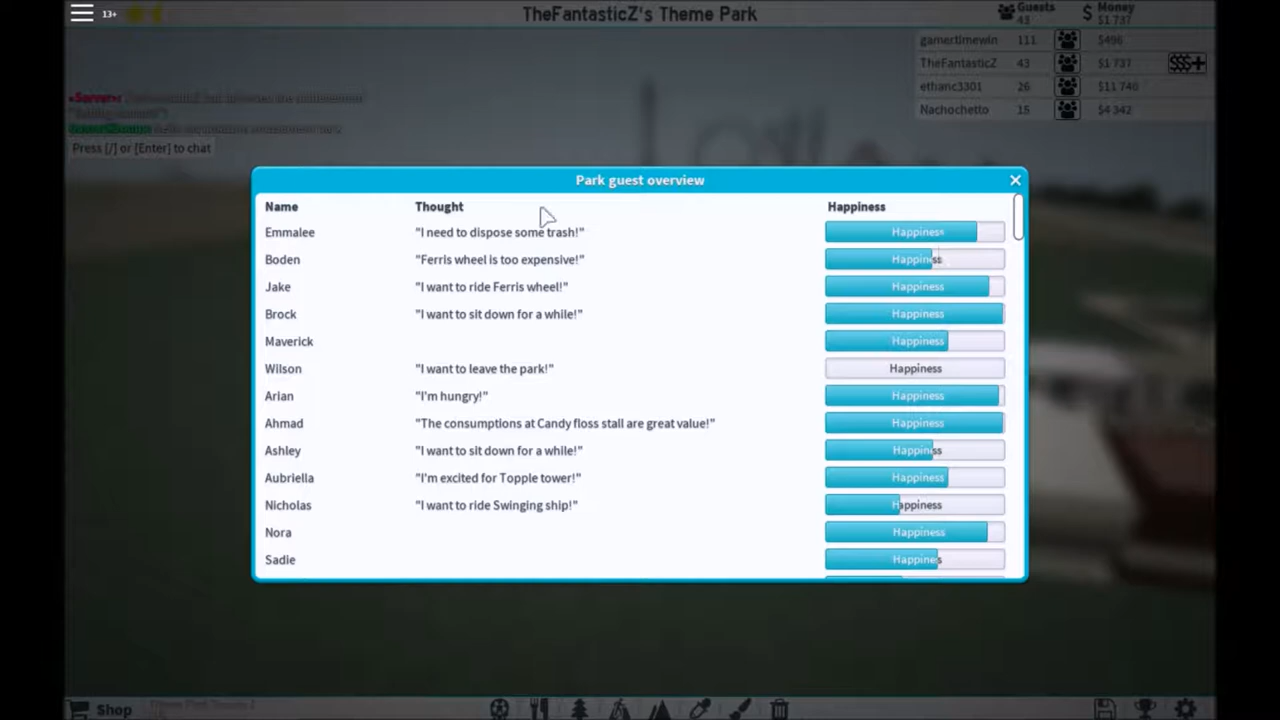 13+
TheFantasticZ's Theme Park
Guests
43
$ Money
$1 737
gamertimewin 111 $496
TheFantasticZ 43 $1 737 $$$+
ethanc3301 26 $11 746
Nachochetto 15 $4 342
Press [/] or [Enter] to chat
Park guest overview
Name Thought Happiness
Emmalee "I need to dispose some trash!" Happiness
Boden "Ferris wheel is too expensive!" Happiness
Jake "I want to ride Ferris wheel!" Happiness
Brock "I want to sit down for a while!" Happiness
Maverick Happiness
Wilson "I want to leave the park!" Happiness
Arian "I'm hungry!" Happiness
Ahmad "The consumptions at Candy floss stall are great value!" Happiness
Ashley "I want to sit down for a while!" Happiness
Aubriella "I'm excited for Topple tower!" Happiness
Nicholas "I want to ride Swinging ship!" Happiness
Nora Happiness
Sadie Happiness
Shop